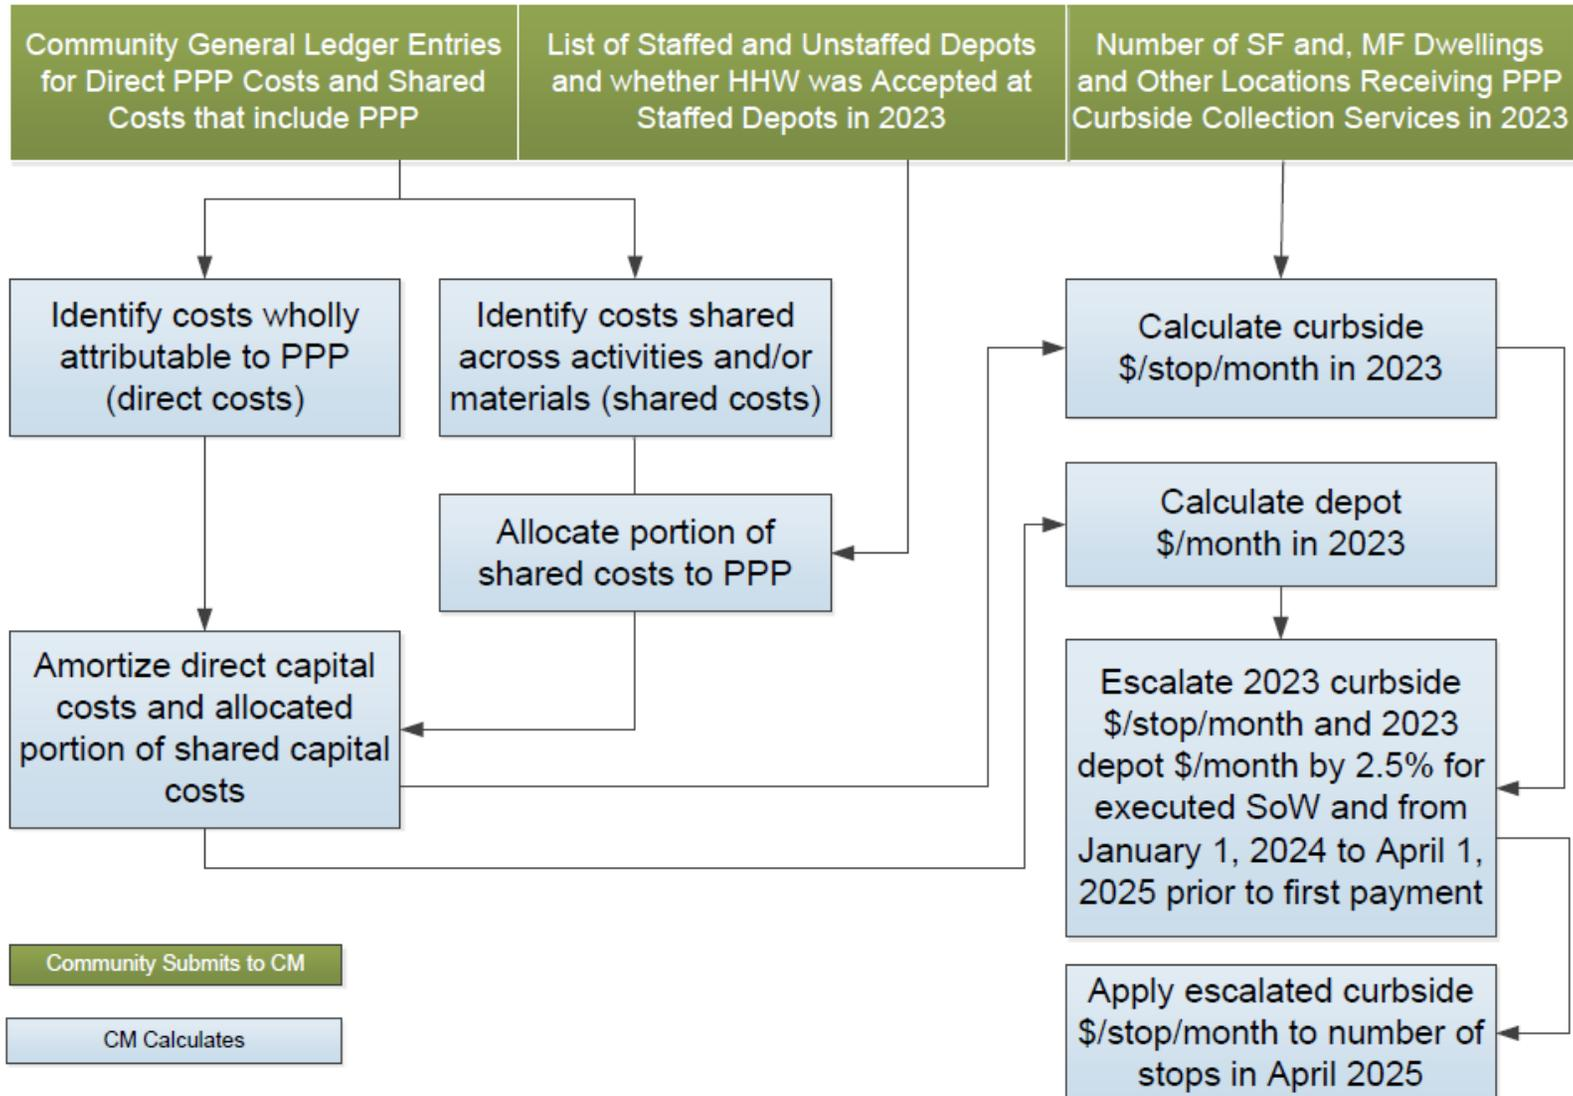 Community General Ledger Entries
for Direct PPP Costs and Shared
Costs that include PPP
List of Staffed and Unstaffed Depots
and whether HHW was Accepted at
Staffed Depots in 2023
Number of SF and, MF Dwellings
and Other Locations Receiving PPP
Curbside Collection Services in 2023
Identify costs wholly
attributable to PPP
(direct costs)
Identify costs shared
across activities and/or
materials (shared costs)
Calculate curbside
$/stop/month in 2023
Allocate portion of
shared costs to PPP
Calculate depot
$/month in 2023
Amortize direct capital
costs and allocated
portion of shared capital
costs
Escalate 2023 curbside
$/stop/month and 2023
depot $/month by 2.5% for
executed SoW and from
January 1, 2024 to April 1,
2025 prior to first payment
Community Submits to CM
CM Calculates
Apply escalated curbside
$/stop/month to number of
stops in April 2025